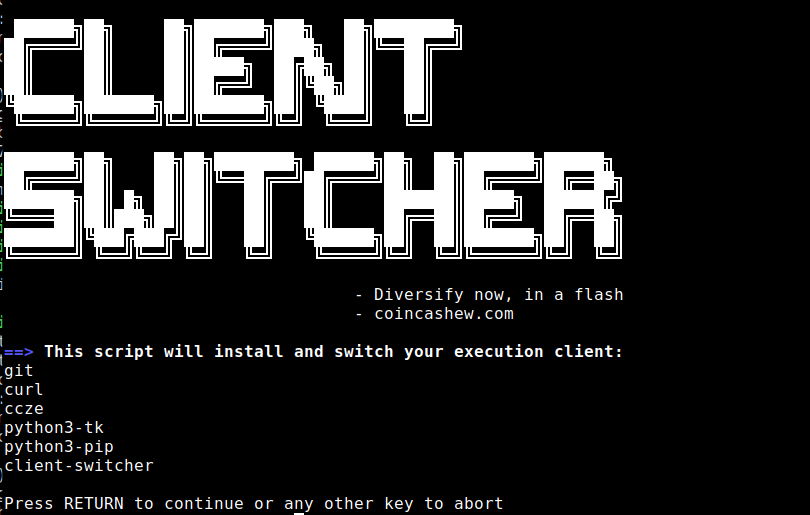 CLIENT
SWITCHER
- Diversify now, in a flash
- coincashew.com
==> This script will install and switch your execution client:
git
curl
ccze
python3-tk
python3-pip
client-switcher
Press RETURN to continue or any other key to abort